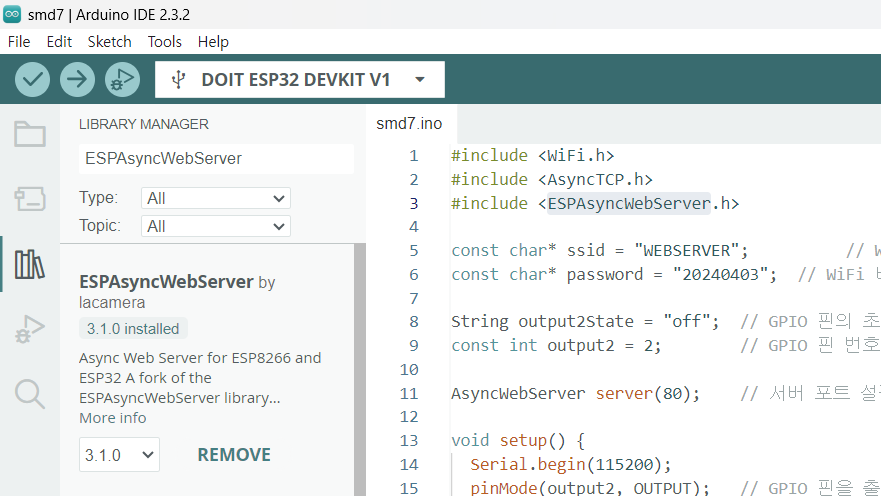 smd7 | Arduino IDE 2.3.2
File Edit Sketch Tools Help
DOIT ESP32 DEVKIT V1
LIBRARY MANAGER
ESPAsyncWebServer
Type: All
Topic: All
ESPAsyncWebServer by
lacamera
3.1.0 installed
Async Web Server for ESP8266 and
ESP32 A fork of the
ESPAsyncWebServer library...
More info
3.1.0
REMOVE
smd7.ino
1 #include <WiFi.h>
2 #include <AsyncTCP.h>
3 #include <ESPAsyncWebServer.h>
4
5 const char* ssid = "WEBSERVER"; //
6 const char* password = "20240403"; // WiFi
7
8 String output2State = "off"; // GPIO 핀의 초
9 const int output2 = 2; // GPIO 핀 번호
10
11 AsyncWebServer server(80); // 서버 포트
12
13 void setup() {
14 Serial.begin(115200);
15 pinMode(output2, OUTPUT); // GPIO 핀을 출